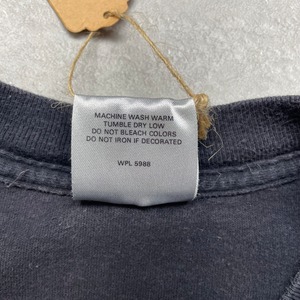 MACHINE WASH WARM
TUMBLE DRY LOW
DO NOT BLEACH COLORS
DO NOT IRON IF DECORATED
WPL 5988